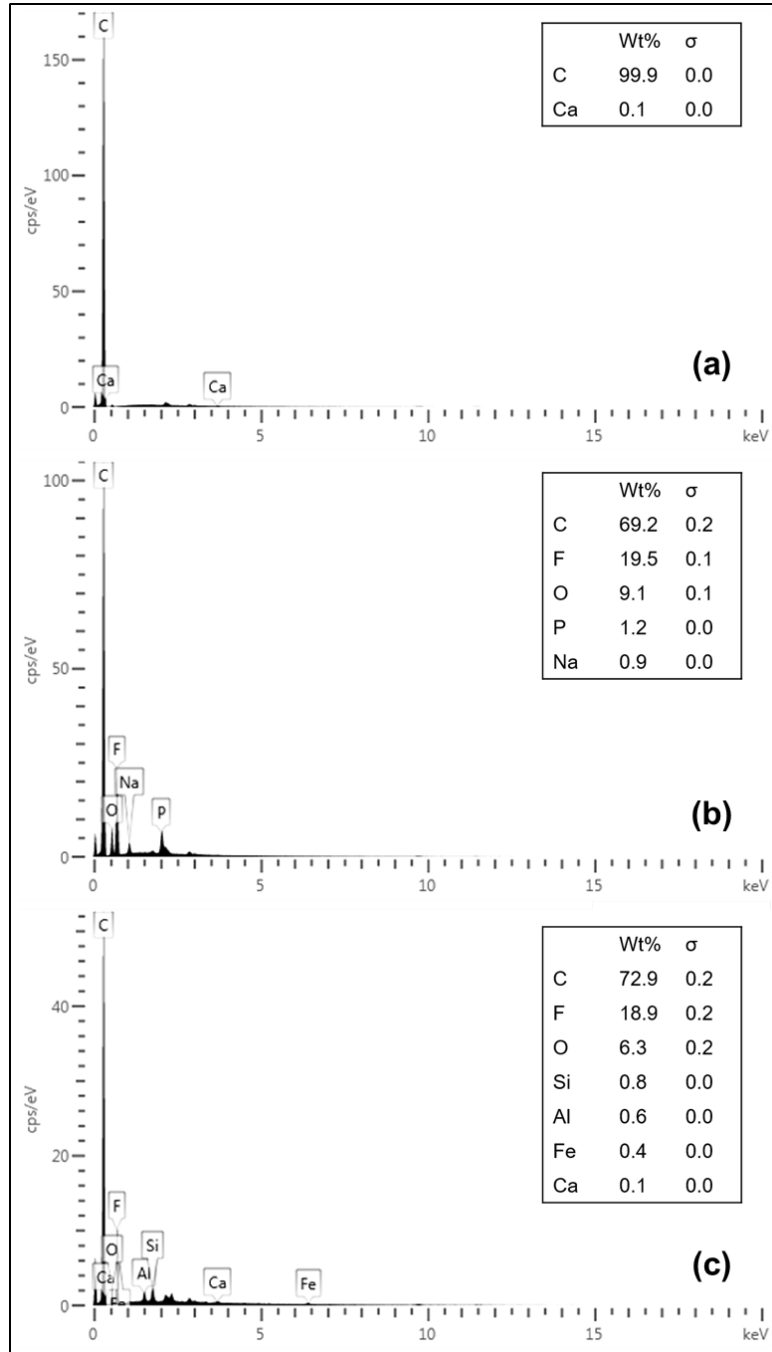 C
150
100
50
0
cps/eV
Ca
Ca
Wt% σ
C 99.9 0.0
Ca 0.1 0.0
(a)
0 5 10 15 keV
C
100
50
0
cps/eV
F
Na
O
P
Wt% σ
C 69.2 0.2
F 19.5 0.1
O 9.1 0.1
P 1.2 0.0
Na 0.9 0.0
(b)
0 5 10 15 keV
C
40
20
0
cps/eV
F
O
Si
Ca
Al
Fe
Ca
Fe
Wt% σ
C 72.9 0.2
F 18.9 0.2
O 6.3 0.2
Si 0.8 0.0
Al 0.6 0.0
Fe 0.4 0.0
Ca 0.1 0.0
(c)
0 5 10 15 keV